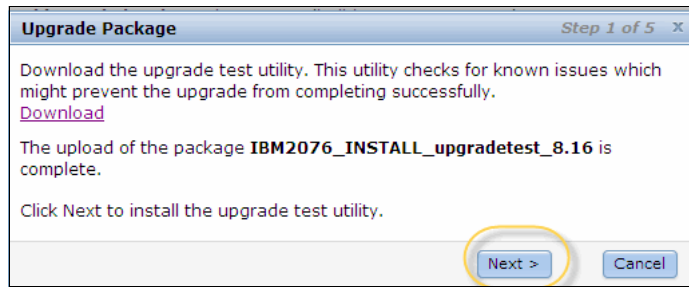 Upgrade Package
Step 1 of 5 X
Download the upgrade test utility. This utility checks for known issues which
might prevent the upgrade from completing successfully.
Download
The upload of the package IBM2076_INSTALL_upgradetest_8.16 is
complete.
Click Next to install the upgrade test utility.
Next >
Cancel